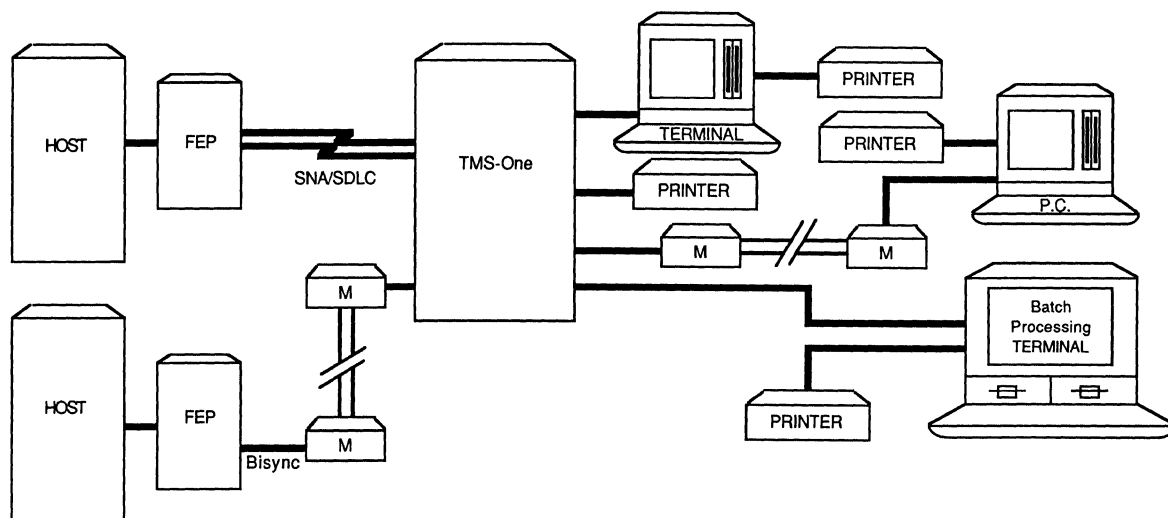 HOST
FEP
SNA/SDLC
TMS-One
TERMINAL
PRINTER
PRINTER
P.C.
PRINTER
M
M
M
HOST
FEP
Bisync
M
Batch
Processing
TERMINAL
PRINTER